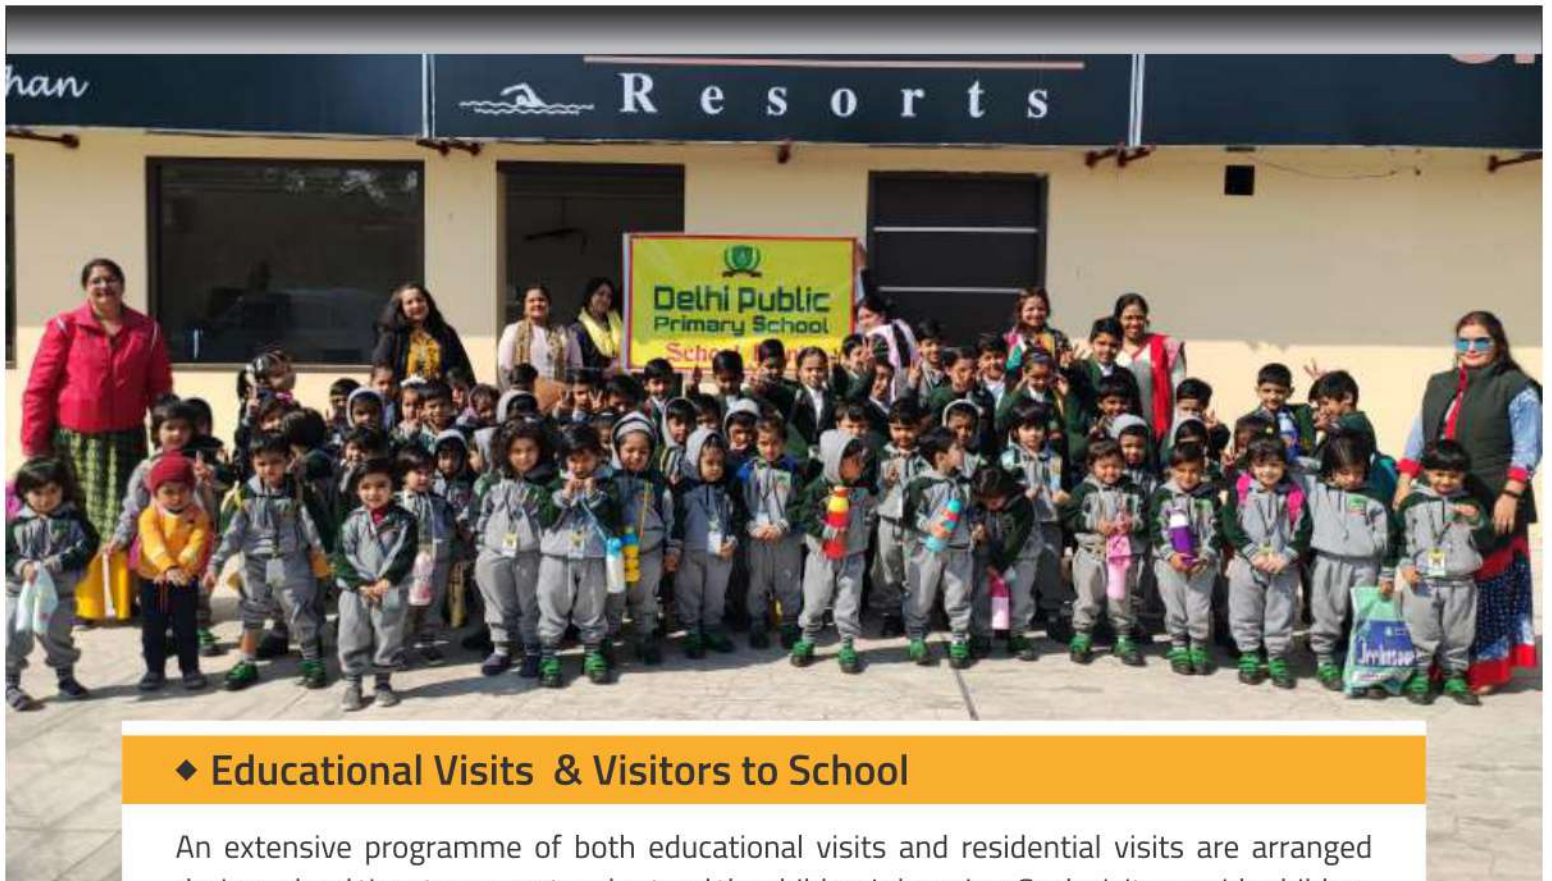 han
Resorts
Delhi Public
Primary School
School
◆ Educational Visits & Visitors to School
An extensive programme of both educational visits and residential visits are arranged